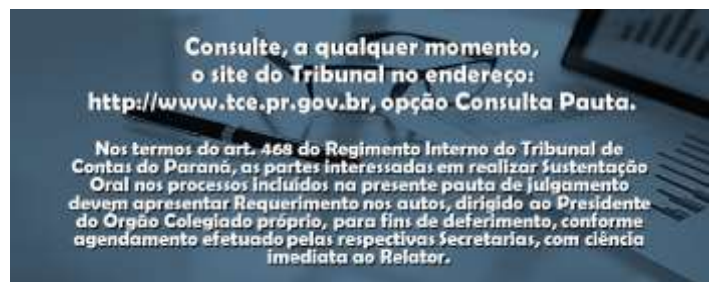 Consulte, a qualquer momento,
o site do Tribunal no endereço:
http://www.tce.pr.gov.br, opção Consulta Pauta.
Nos termos do art. 468 do Regimento Interno do Tribunal de
Contas do Paraná, as partes interessadas em realizar Sustentação
Oral nos processos incluídos na presente pauta de julgamento
devem apresentar Requerimento nos autos, dirigido ao Presidente
do Órgão Colegiado próprio, para fins de deferimento, conforme
agendamento efetuado pelas respectivas Secretarias, com ciência
imediata ao Relator.